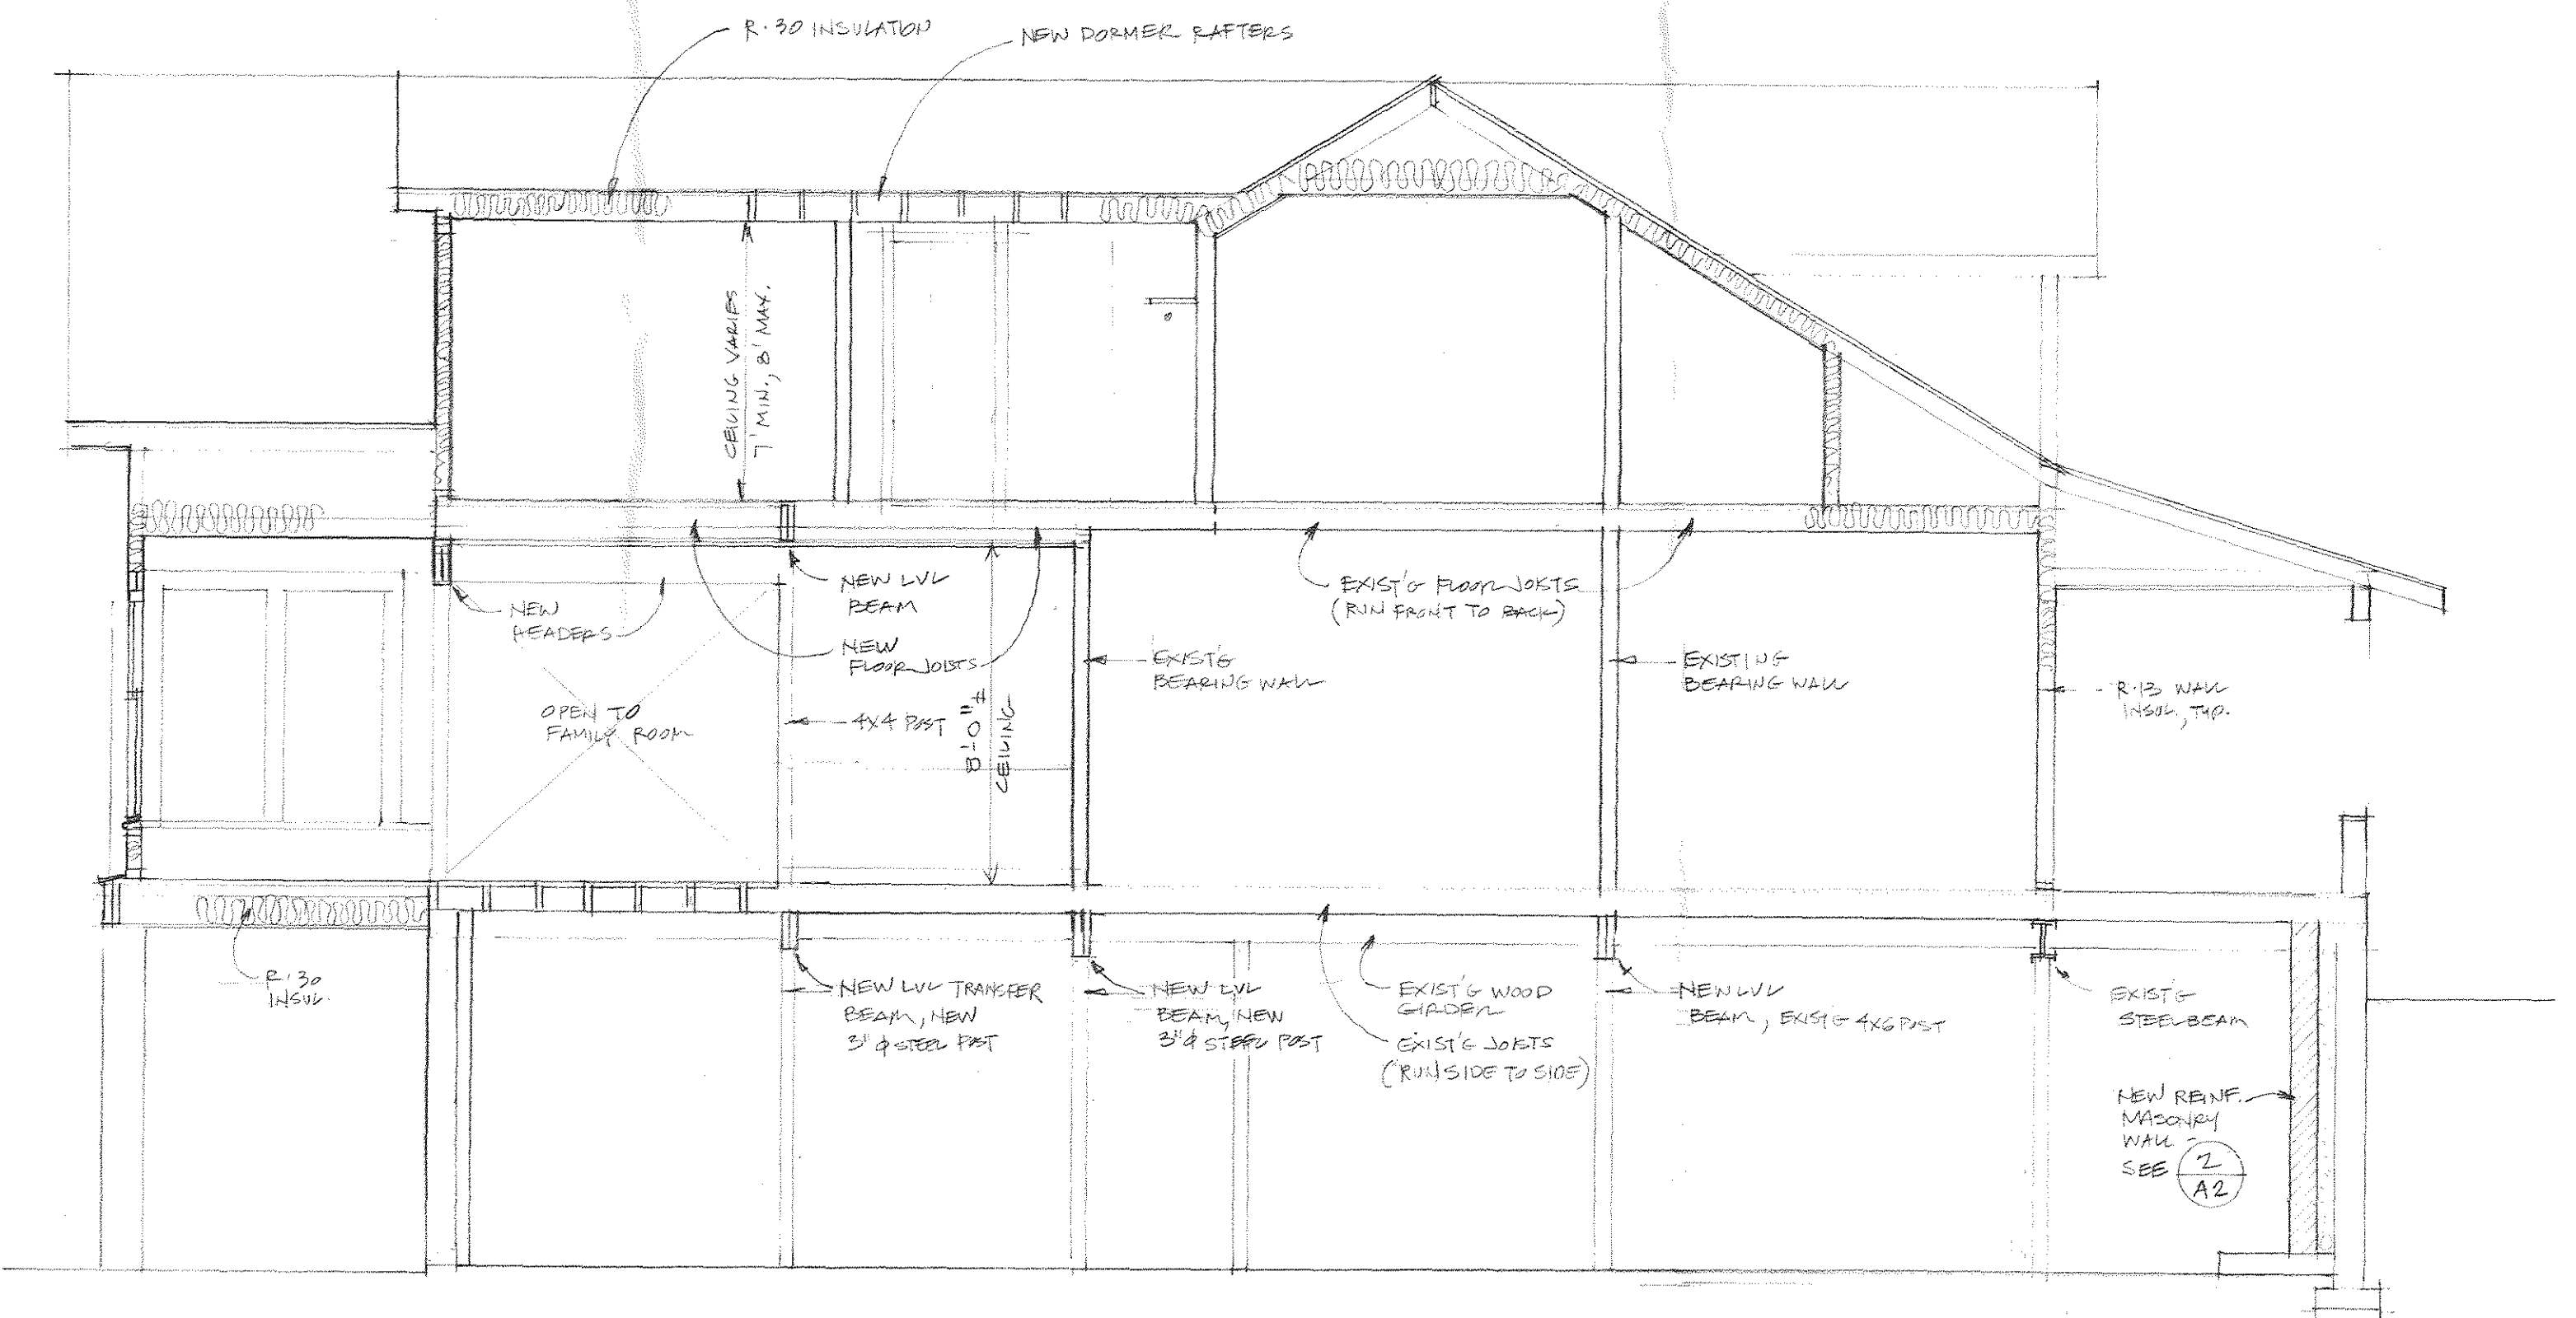 R·30 INSULATION
NEW DORMER RAFTERS
CEILING VARIES
7' MIN., 8' MAX.
NEW
HEADERS
NEW LVL
BEAM
NEW
FLOOR JOISTS
EXIST'G FLOOR JOISTS
(RUN FRONT TO BACK)
OPEN TO
FAMILY ROOM
4X4 POST
8'-0"±
CEILING
EXIST'G
BEARING WALL
EXISTING
BEARING WALL
R·13 WALL
INSUL., TYP.
R·30
INSUL.
NEW LVL TRANSFER
BEAM, NEW
3"φ STEEL POST
NEW LVL
BEAM, NEW
3"φ STEEL POST
EXIST'G WOOD
GIRDER
EXIST'G JOISTS
(RUN SIDE TO SIDE)
NEW LVL
BEAM, EXIST'G 4X6 POST
EXIST'G
STEEL BEAM
NEW REINF.
MASONRY
WALL -
SEE 2
A2